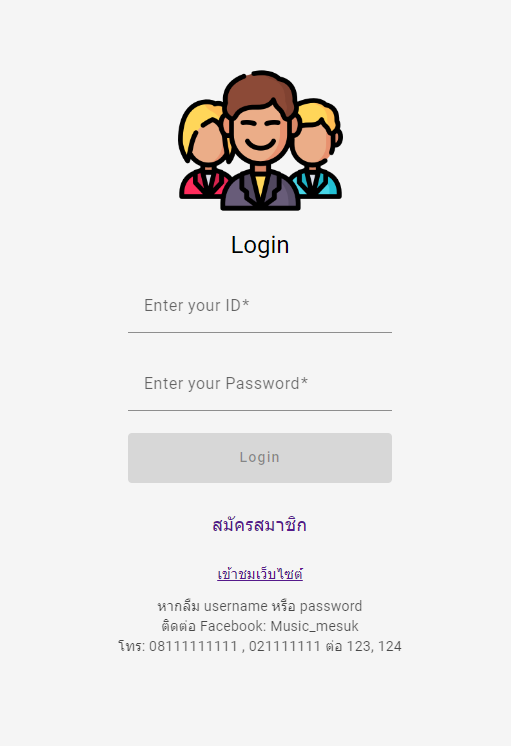 Login
Enter your ID*
Enter your Password*
Login
สมัครสมาชิก
เข้าชมเว็บไซต์
หากลืม username หรือ password
ติดต่อ Facebook: Music_mesuk
โทร: 08111111111 , 021111111 ต่อ 123, 124